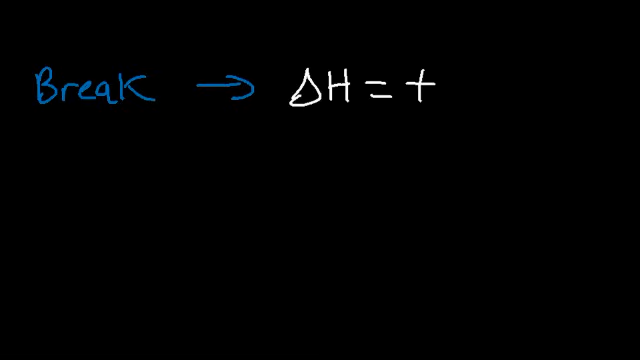 Break → ΔH = +